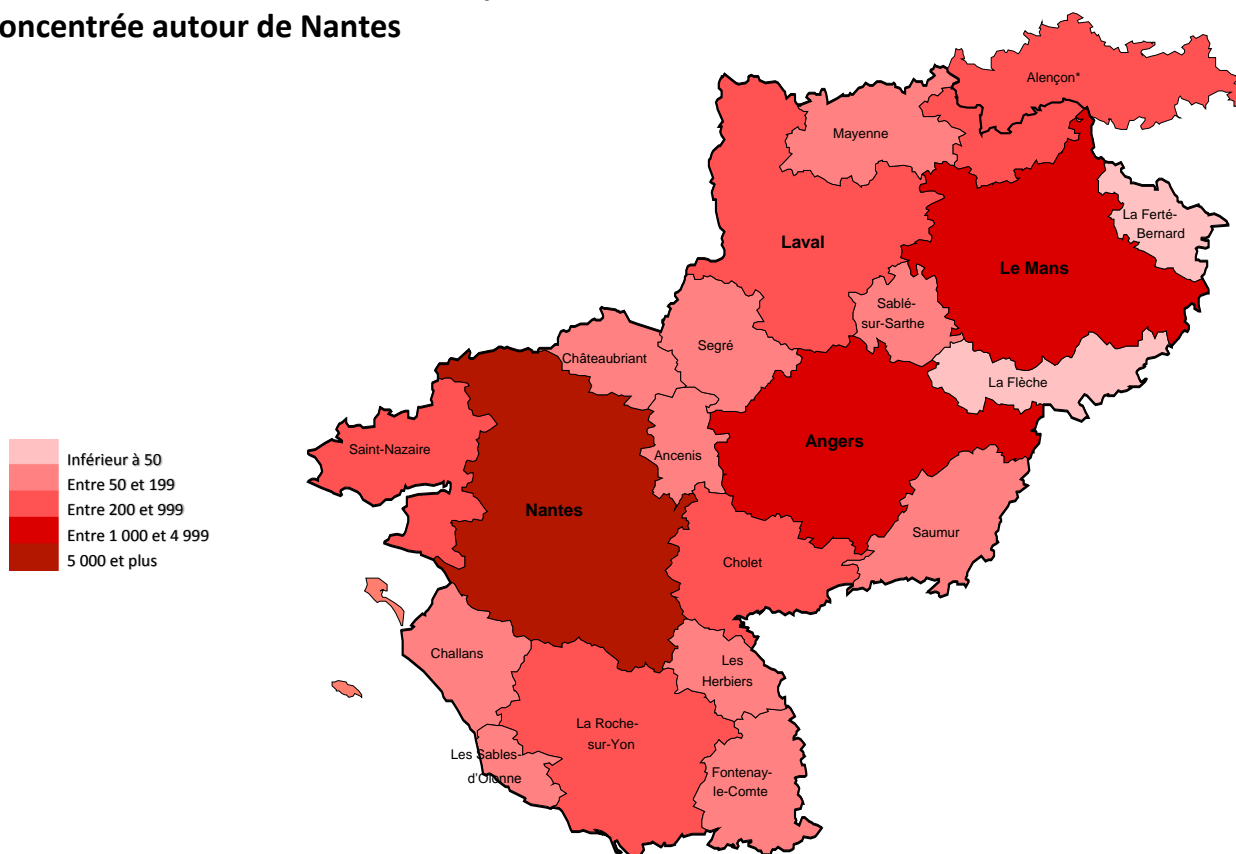 oncentrée autour de Nantes
Alençon*
Mayenne
La Ferté-
Bernard
Laval
Le Mans
Sablé-
sur-Sarthe
Segré
Châteaubriant
La Flèche
Angers
Saint-Nazaire
Ancenis
Inférieur à 50
Entre 50 et 199
Entre 200 et 999
Entre 1 000 et 4 999
5 000 et plus
Nantes
Saumur
Cholet
Challans
Les
Herbiers
La Roche-
sur-Yon
Les Sables-
d'Olonne
Fontenay-
le-Comte